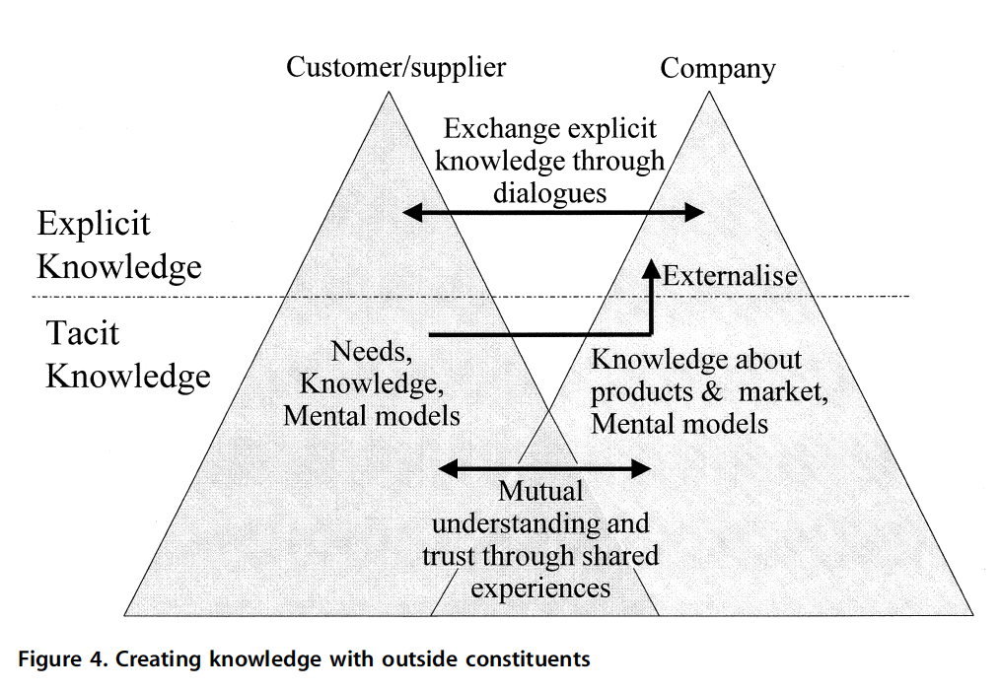 Customer/supplier
Company
Exchange explicit
knowledge through
dialogues
Explicit
Knowledge
Externalise
Tacit
Knowledge
Needs,
Knowledge,
Mental models
Knowledge about
products & market,
Mental models
Mutual
understanding and
trust through shared
experiences
Figure 4. Creating knowledge with outside constituents